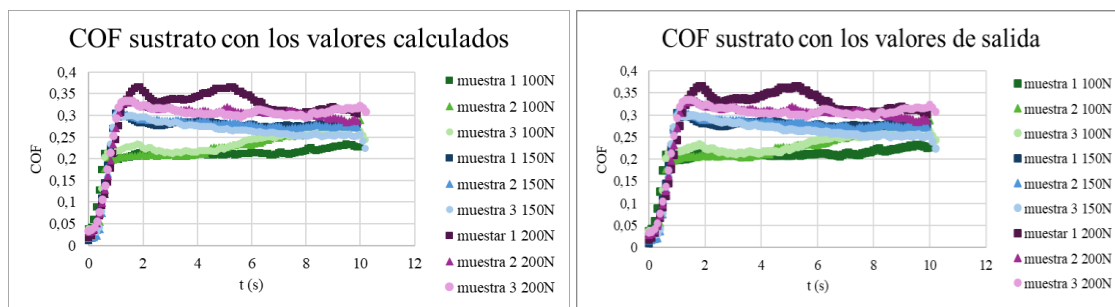 COF sustrato con los valores calculados
0,4
0,35
0,3
0,25
0,2
0,15
0,1
0,05
0
COF
0 2 4 6 8 10 12
t (s)
muestra 1 100N
muestra 2 100N
muestra 3 100N
muestra 1 150N
muestra 2 150N
muestra 3 150N
muestar 1 200N
muestra 2 200N
muestra 3 200N
COF sustrato con los valores de salida
0,4
0,35
0,3
0,25
0,2
0,15
0,1
0,05
0
COF
0 2 4 6 8 10 12
t (s)
muestra 1 100N
muestra 2 100N
muestra 3 100N
muestra 1 150N
muestra 2 150N
muestra 3 150N
muestra 1 200N
muestra 2 200N
muestra 3 200N